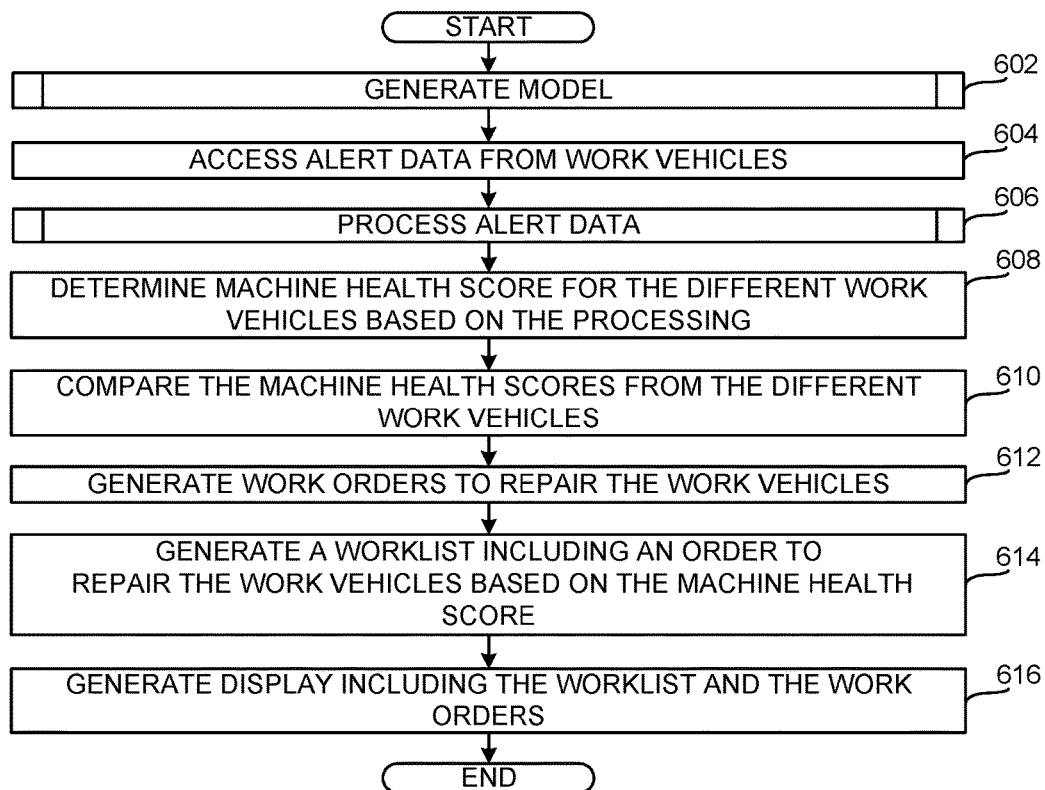 START
GENERATE MODEL
602
ACCESS ALERT DATA FROM WORK VEHICLES
604
PROCESS ALERT DATA
606
DETERMINE MACHINE HEALTH SCORE FOR THE DIFFERENT WORK
VEHICLES BASED ON THE PROCESSING
608
COMPARE THE MACHINE HEALTH SCORES FROM THE DIFFERENT
WORK VEHICLES
610
GENERATE WORK ORDERS TO REPAIR THE WORK VEHICLES
612
GENERATE A WORKLIST INCLUDING AN ORDER TO
REPAIR THE WORK VEHICLES BASED ON THE MACHINE HEALTH
SCORE
614
GENERATE DISPLAY INCLUDING THE WORKLIST AND THE WORK
ORDERS
616
END